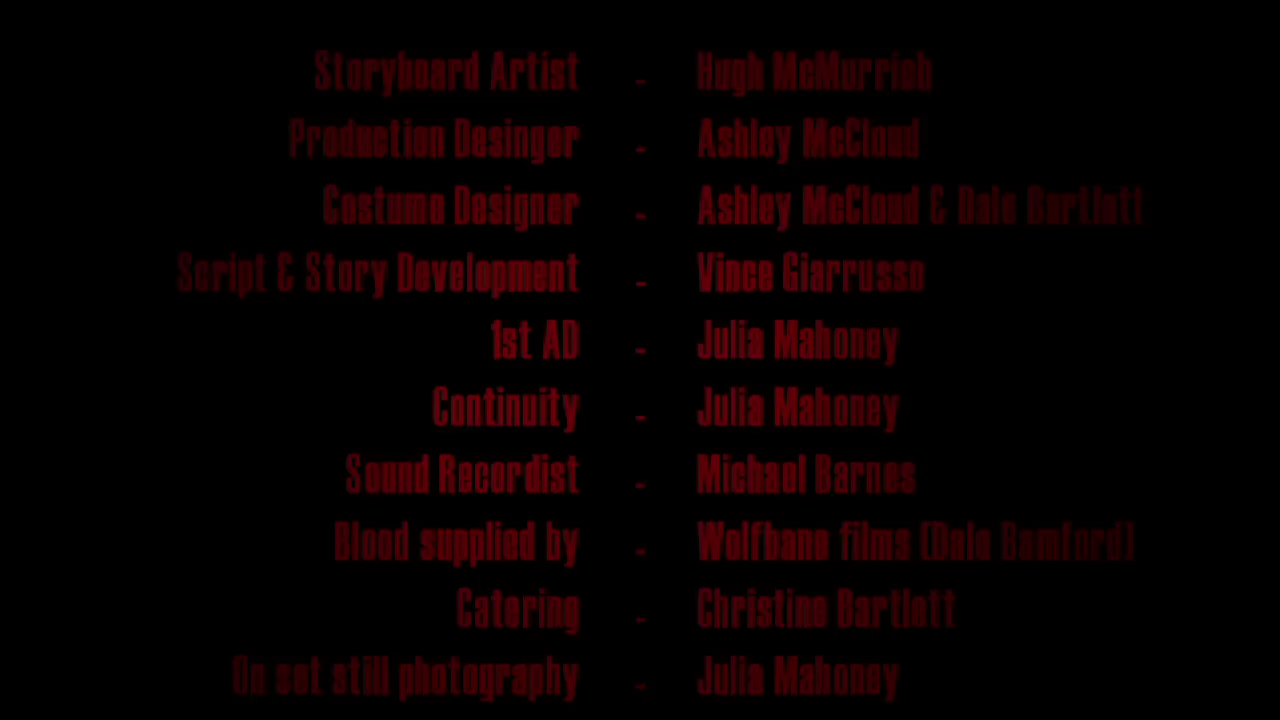 Storyboard Artist - Hugh McMurrich
Production Desinger - Ashley McCloud
Costume Designer - Ashley McCloud & Dale Bartlett
Script & Story Development - Vince Giarrusso
1st AD - Julia Mahoney
Continuity - Julia Mahoney
Sound Recordist - Michael Barnes
Blood supplied by - Wolfbane films (Dale Bamford)
Catering - Christine Bartlett
On set still photography - Julia Mahoney